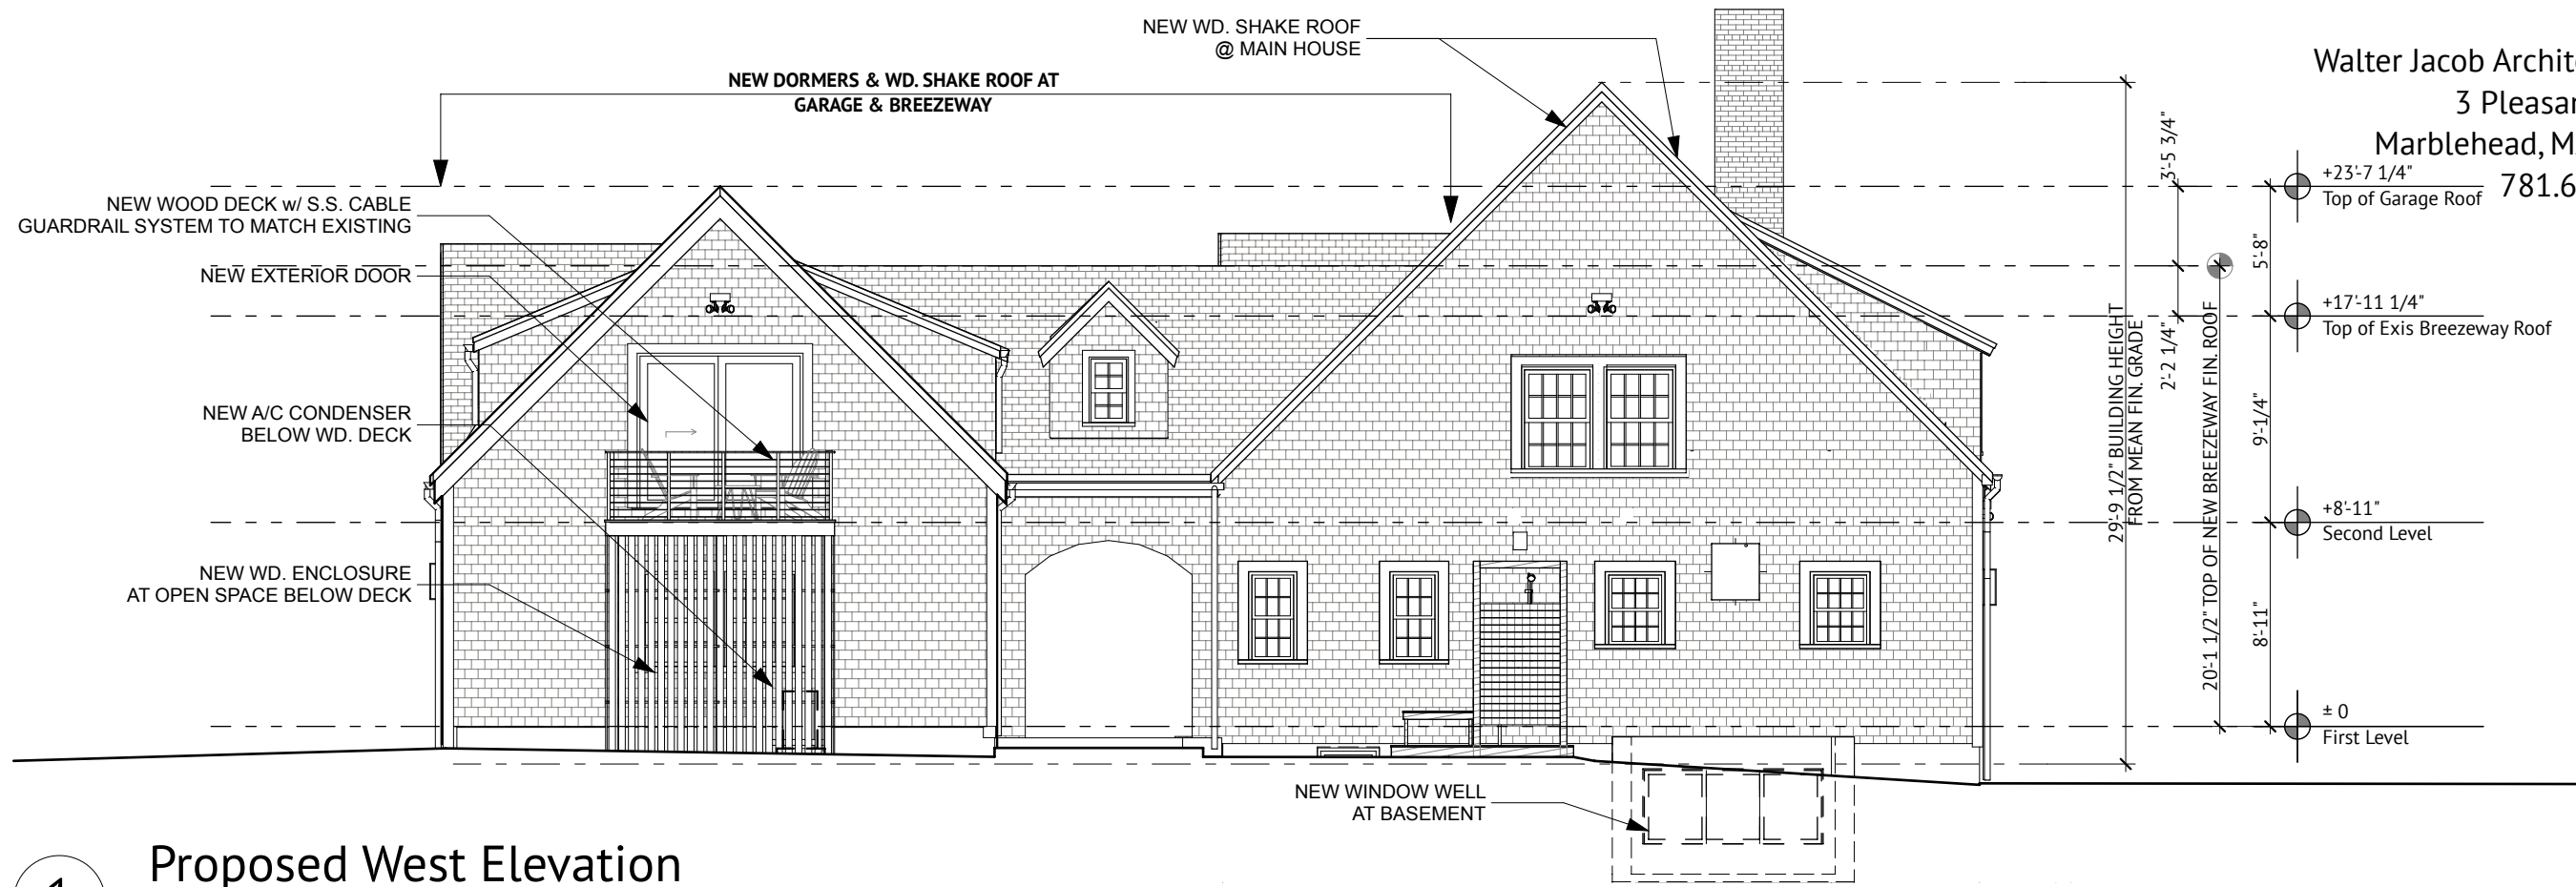 NEW WD. SHAKE ROOF
@ MAIN HOUSE
NEW DORMERS & WD. SHAKE ROOF AT
GARAGE & BREEZEWAY
NEW WOOD DECK w/ S.S. CABLE
GUARDRAIL SYSTEM TO MATCH EXISTING
NEW EXTERIOR DOOR
NEW A/C CONDENSER
BELOW WD. DECK
NEW WD. ENCLOSURE
AT OPEN SPACE BELOW DECK
NEW WINDOW WELL
AT BASEMENT
29'-9 1/2" BUILDING HEIGHT
FROM MEAN FIN. GRADE
3'-5 3/4"
2'-2 1/4"
20'-1 1/2" TOP OF NEW BREEZEWAY FIN. ROOF
5'-8"
9'-1/4"
8'-11"
Walter Jacob
3
Marblehead,
781.6
+23'-7 1/4"
Top of Garage Roof
+17'-11 1/4"
Top of Exis Breezeway Roof
+8'-11"
Second Level
± 0
First Level
Proposed West Elevation
1